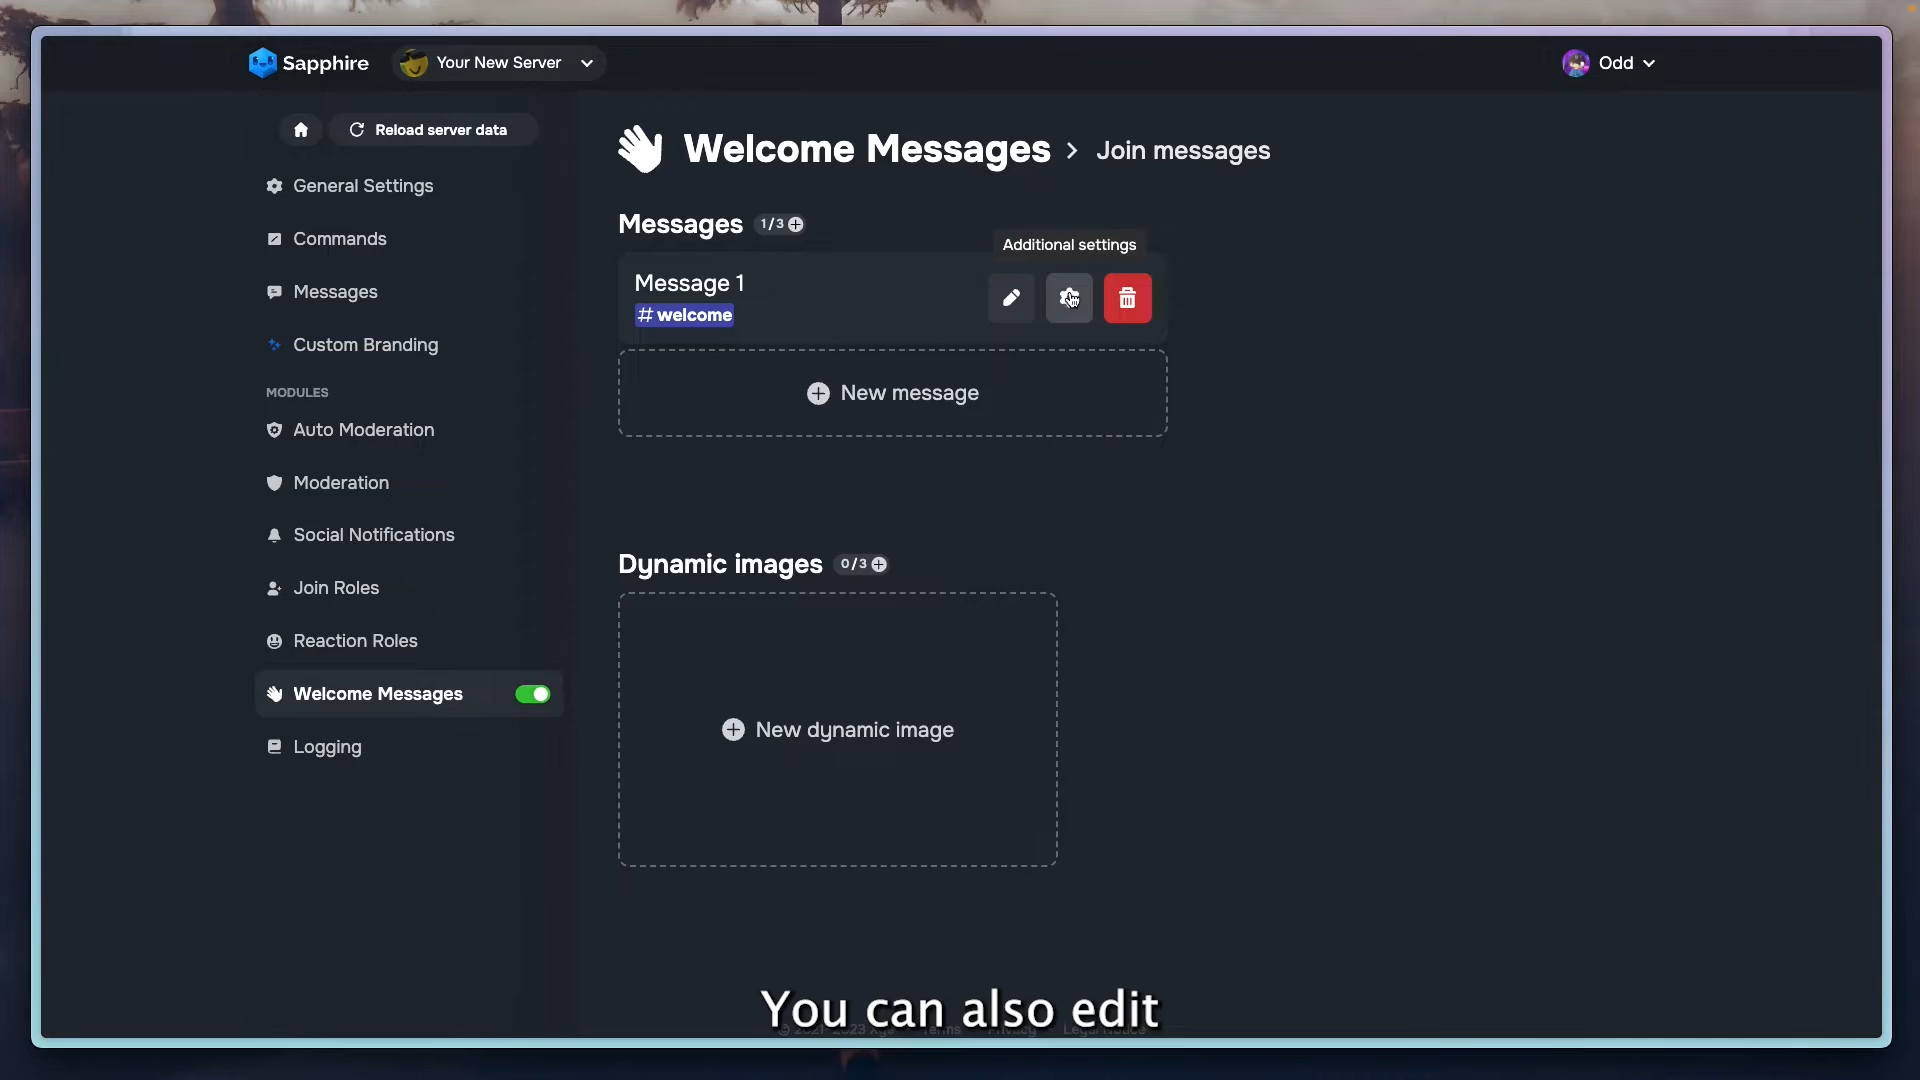 Sapphire
Your New Server
Odd
Reload server data
General Settings
Commands
Messages
Custom Branding
MODULES
Auto Moderation
Moderation
Social Notifications
Join Roles
Reaction Roles
Welcome Messages
Logging
Welcome Messages > Join messages
Messages 1/3
Additional settings
Message 1
# welcome
New message
Dynamic images 0/3
New dynamic image
You can also edit